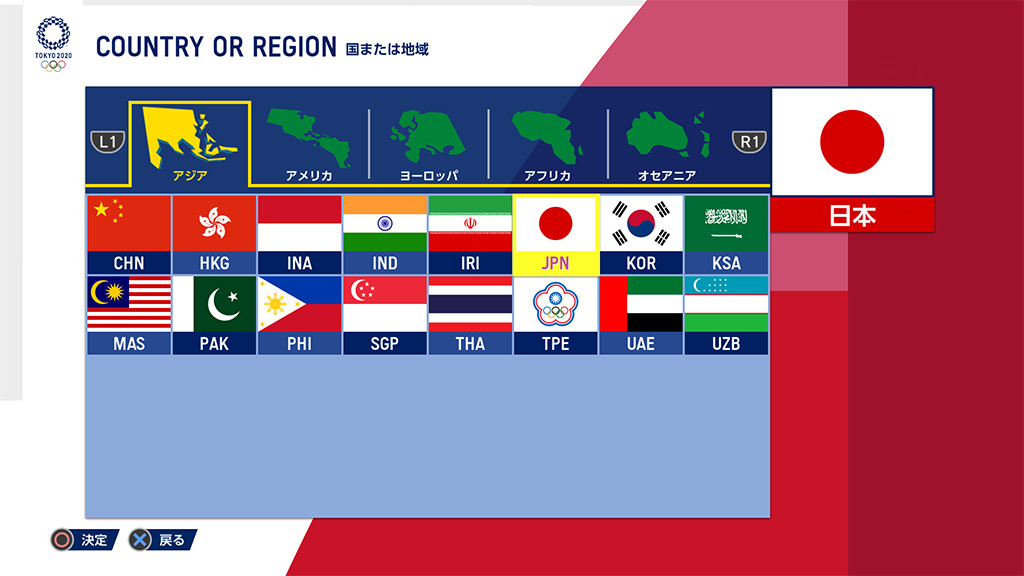 TOKYO 2020
COUNTRY OR REGION 国または地域
L1
アジア
アメリカ
ヨーロッパ
アフリカ
オセアニア
R1
日本
CHN HKG INA IND IRI JPN KOR KSA
MAS PAK PHI SGP THA TPE UAE UZB
決定 戻る